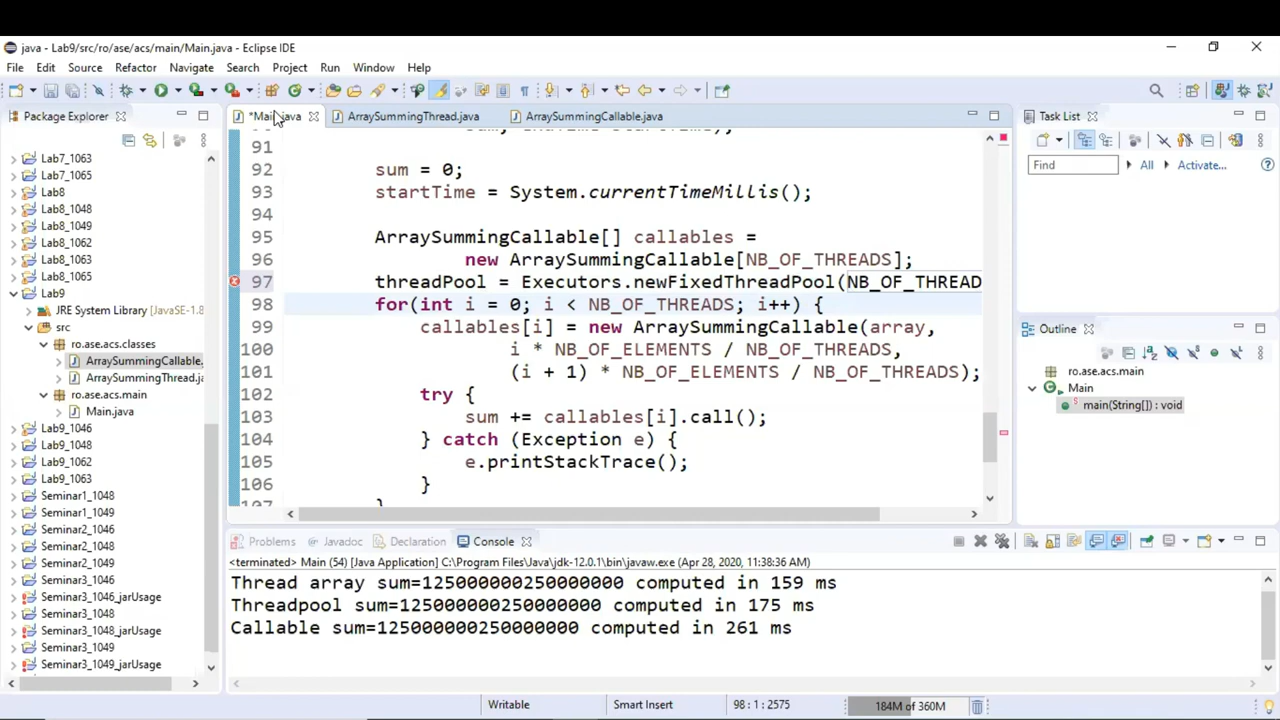 java - Lab9/src/ro/ase/acs/main/Main.java - Eclipse IDE
File Edit Source Refactor Navigate Search Project Run Window Help
Package Explorer
*Main.java
ArraySummingThread.java
ArraySummingCallable.java
Task List
Find
All
Activate...
Lab7_1063
Lab7_1065
Lab8
Lab8_1048
Lab8_1049
Lab8_1062
Lab8_1063
Lab8_1065
Lab9
JRE System Library [JavaSE-1.8
src
ro.ase.acs.classes
ArraySummingCallable.
ArraySummingThread.ja
ro.ase.acs.main
Main.java
Lab9_1046
Lab9_1048
Lab9_1062
Lab9_1063
Seminar1_1048
Seminar1_1049
Seminar2_1046
Seminar2_1048
Seminar2_1049
Seminar3_1046
Seminar3_1046_jarUsage
Seminar3_1048
Seminar3_1048_jarUsage
Seminar3_1049
Seminar3_1049_jarUsage
91
92 sum = 0;
93 startTime = System.currentTimeMillis();
94
95 ArraySummingCallable[] callables =
96 new ArraySummingCallable[NB_OF_THREADS];
97 threadPool = Executors.newFixedThreadPool(NB_OF_THREAD
98 for(int i = 0; i < NB_OF_THREADS; i++) {
99 callables[i] = new ArraySummingCallable(array,
100 i * NB_OF_ELEMENTS / NB_OF_THREADS,
101 (i + 1) * NB_OF_ELEMENTS / NB_OF_THREADS);
102 try {
103 sum += callables[i].call();
104 } catch (Exception e) {
105 e.printStackTrace();
106 }
Outline
ro.ase.acs.main
Main
main(String[]) : void
Problems
Javadoc
Declaration
Console
<terminated> Main (54) [Java Application] C:\Program Files\Java\jdk-12.0.1\bin\javaw.exe (Apr 28, 2020, 11:38:36 AM)
Thread array sum=125000000250000000 computed in 159 ms
Threadpool sum=125000000250000000 computed in 175 ms
Callable sum=125000000250000000 computed in 261 ms
Writable
Smart Insert
98 : 1 : 2575
184M of 360M